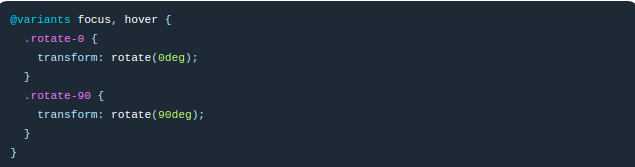 @variants focus, hover {
  .rotate-0 {
    transform: rotate(0deg);
  }
  .rotate-90 {
    transform: rotate(90deg);
  }
}